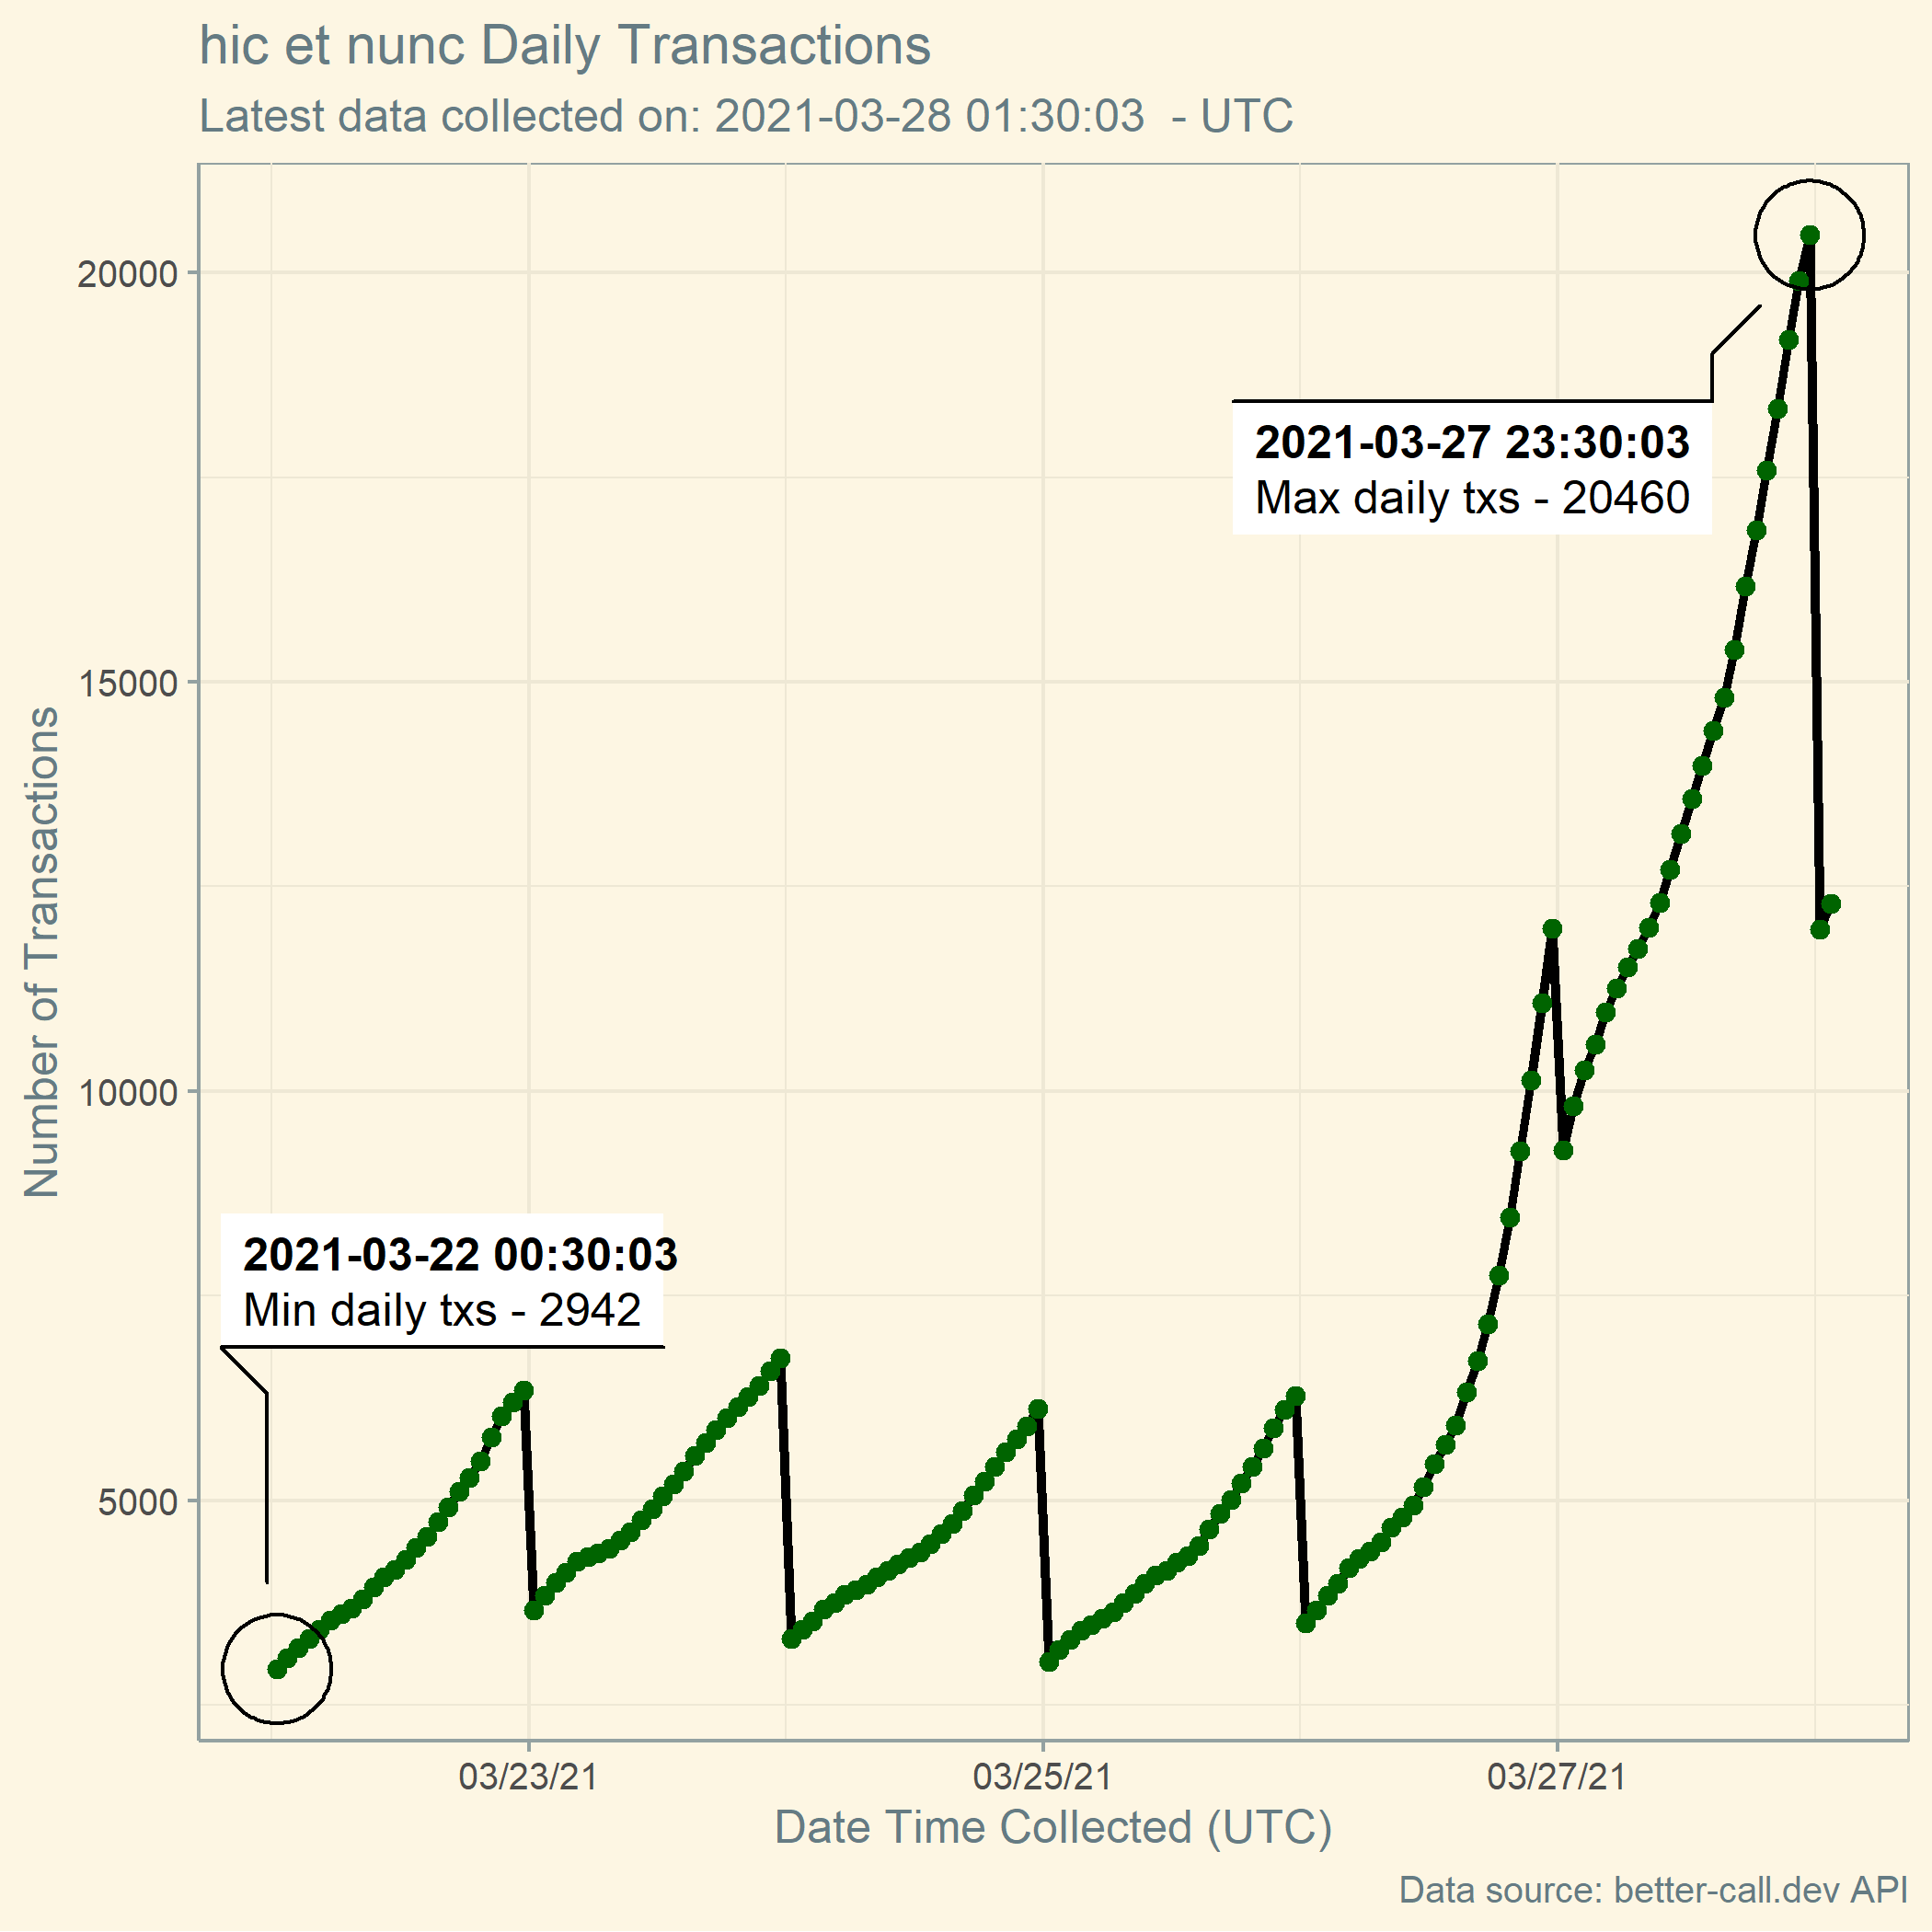 hic et nunc Daily Transactions
Latest data collected on: 2021-03-28 01:30:03  - UTC
20000
15000
10000
5000
Number of Transactions
2021-03-27 23:30:03
Max daily txs - 20460
2021-03-22 00:30:03
Min daily txs - 2942
03/23/21
03/25/21
03/27/21
Date Time Collected (UTC)
Data source: better-call.dev API